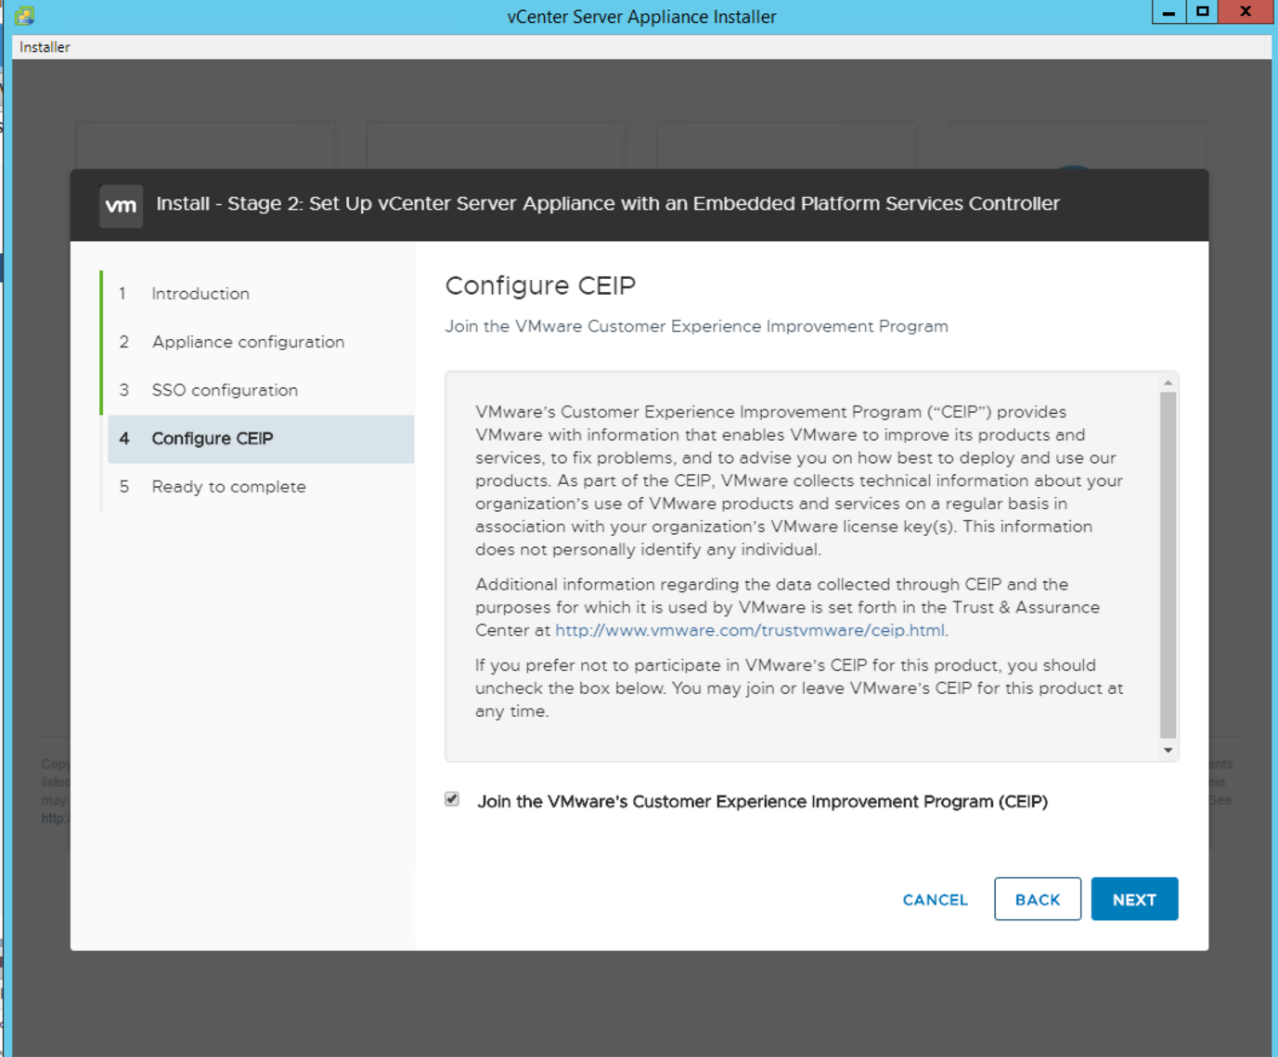 vCenter Server Appliance Installer
Installer
vm
Install - Stage 2: Set Up vCenter Server Appliance with an Embedded Platform Services Controller
1 Introduction
2 Appliance configuration
3 SSO configuration
4 Configure CEIP
5 Ready to complete
Configure CEIP
Join the VMware Customer Experience Improvement Program
VMware's Customer Experience Improvement Program (“CEIP”) provides
VMware with information that enables VMware to improve its products and
services, to fix problems, and to advise you on how best to deploy and use our
products. As part of the CEIP, VMware collects technical information about your
organization's use of VMware products and services on a regular basis in
association with your organization's VMware license key(s). This information
does not personally identify any individual.
Additional information regarding the data collected through CEIP and the
purposes for which it is used by VMware is set forth in the Trust & Assurance
Center at http://www.vmware.com/trustvmware/ceip.html.
If you prefer not to participate in VMware's CEIP for this product, you should
uncheck the box below. You may join or leave VMware's CEIP for this product at
any time.
Join the VMware's Customer Experience Improvement Program (CEIP)
CANCEL
BACK
NEXT
Copy
listed
may
http:
ents
ein
See